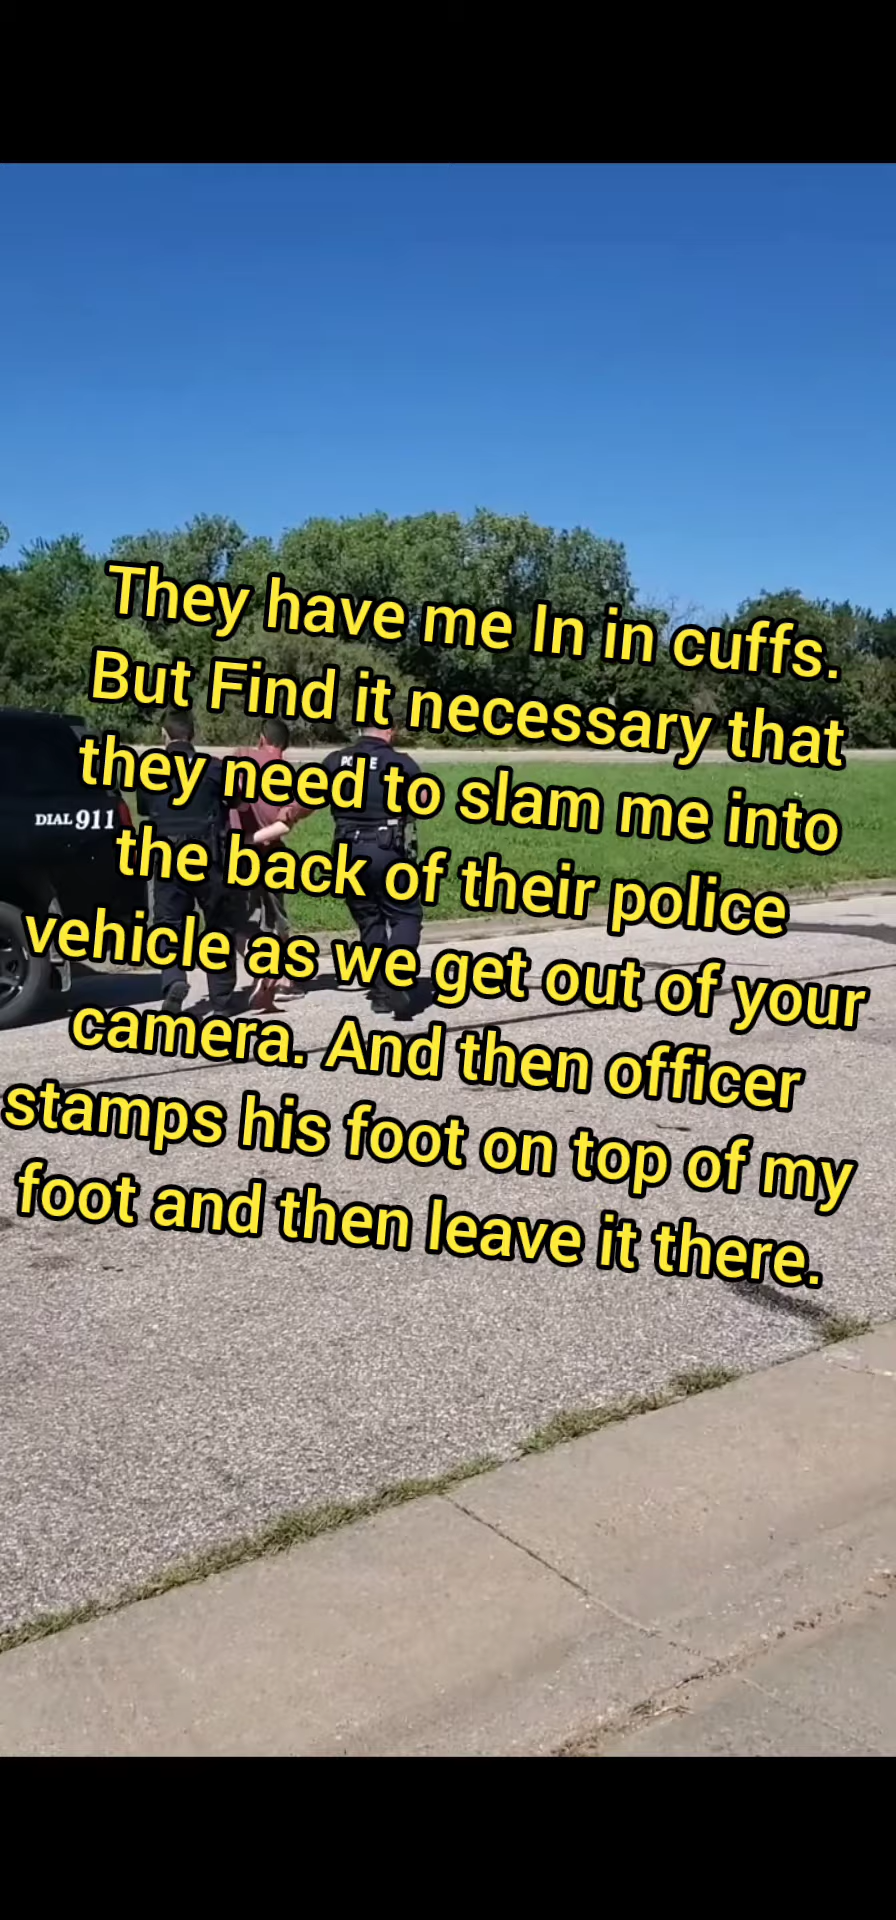 They have me In in cuffs.
But Find it necessary that
they need to slam me into
the back of their police
vehicle as we get out of your
camera. And then officer
stamps his foot on top of my
foot and then leave it there.
DIAL 911